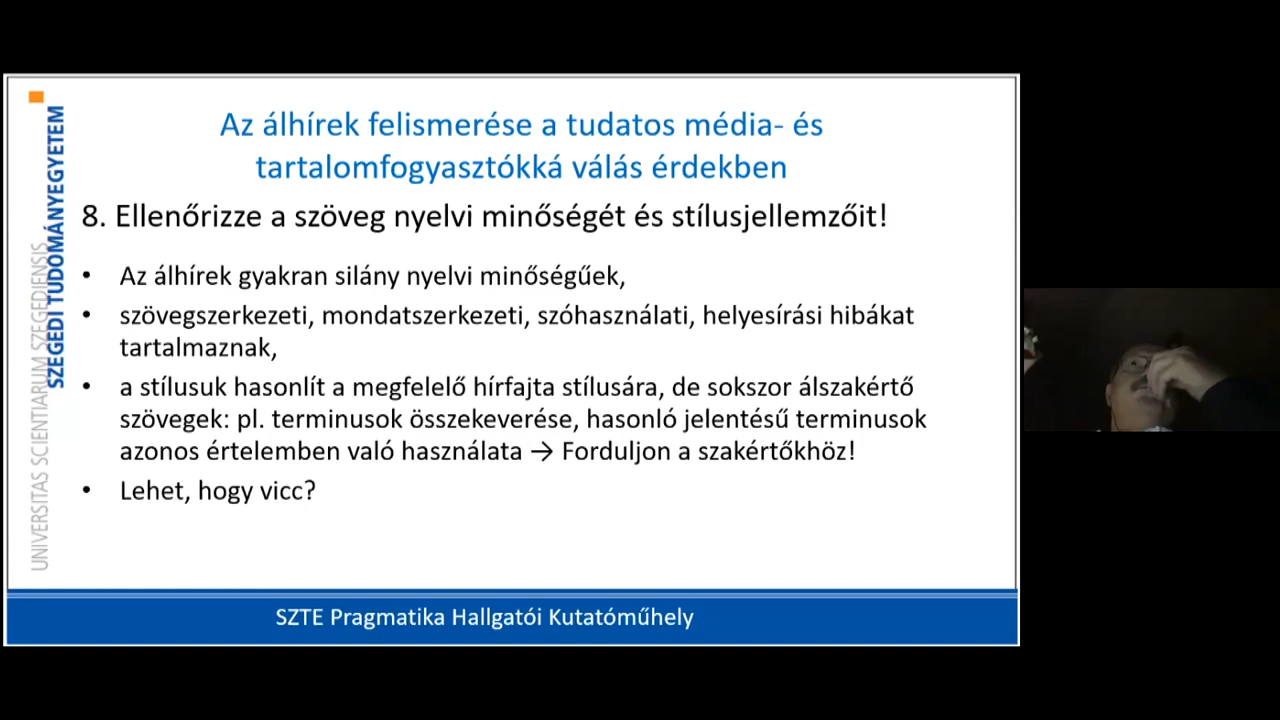 Az álhírek felismerése a tudatos média- és
tartalomfogyasztókká válás érdekben
8. Ellenőrizze a szöveg nyelvi minőségét és stílusjellemzőit!
• Az álhírek gyakran silány nyelvi minőségűek,
• szövegszerkezeti, mondatszerkezeti, szóhasználati, helyesírási hibákat
tartalmaznak,
• a stílusuk hasonlít a megfelelő hírfajta stílusára, de sokszor álszakértő
szövegek: pl. terminusok összekeverése, hasonló jelentésű terminusok
azonos értelemben való használata → Forduljon a szakértőkhöz!
• Lehet, hogy vicc?
SZTE Pragmatika Hallgatói Kutatóműhely
UNIVERSITAS SCIENTIARUM SZEGEDIENSIS
SZEGEDI TUDOMÁNYEGYETEM